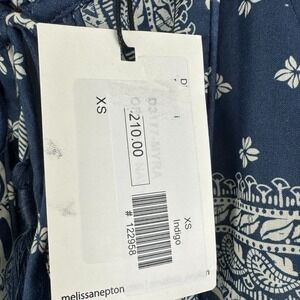 XS
210.00
XS
Indigo
# 122958
melissanepton